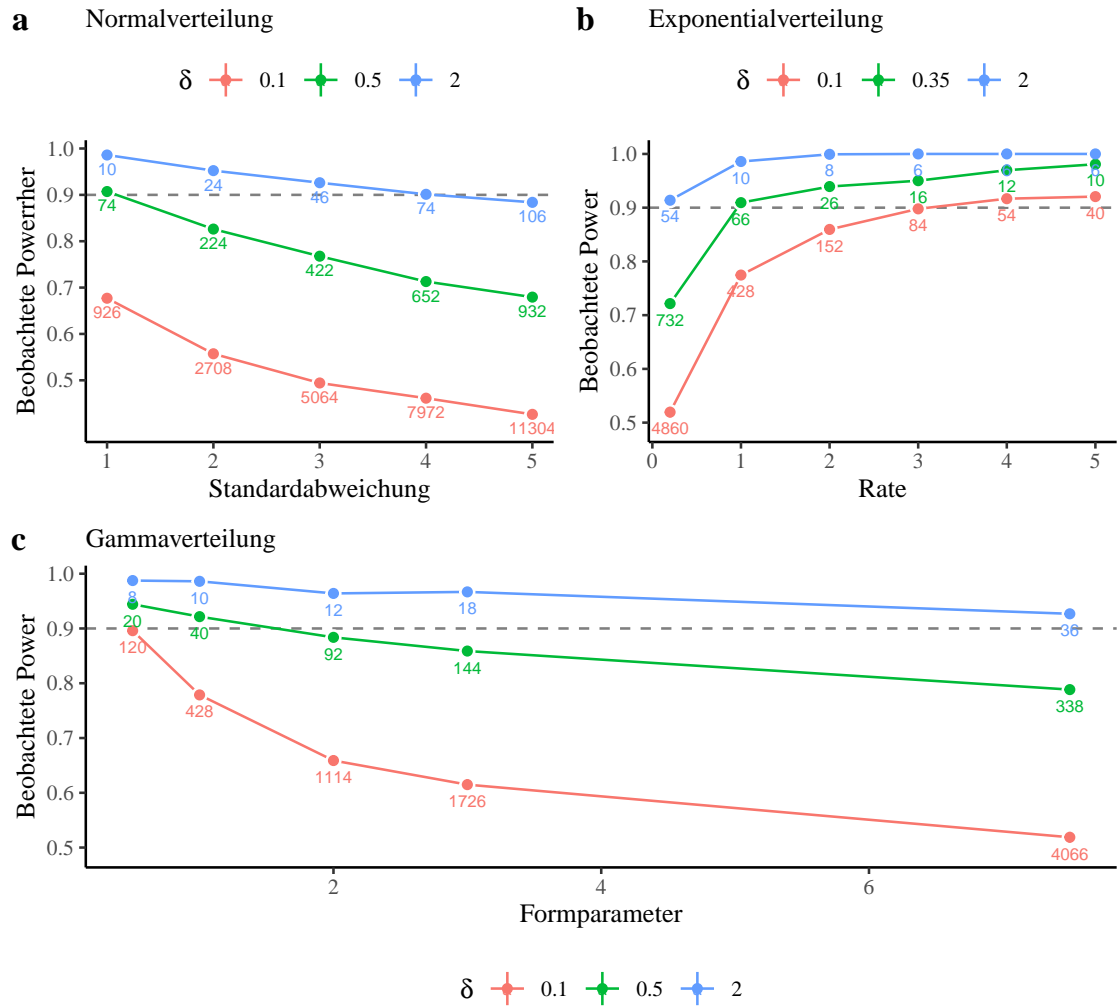 a Normalverteilung
δ 0.1 0.5 2
Beobachtete Powerrher
1.0
0.9
0.8
0.7
0.6
0.5
10 24 46 74 106
74 224 422 652 932
926 2708 5064 7972 11304
1 2 3 4 5
Standardabweichung
b Exponentialverteilung
δ 0.1 0.35 2
Beobachtete Power
1.0
0.9
0.8
0.7
0.6
0.5
54 10 8 6
732 66 26 16 12 10
4860 428 152 84 54 40
0 1 2 3 4 5
Rate
c Gammaverteilung
Beobachtete Power
1.0
0.9
0.8
0.7
0.6
0.5
8 10 12 18 36
20 40 92 144 338
120 428 1114 1726 4066
2 4 6
Formparameter
δ 0.1 0.5 2